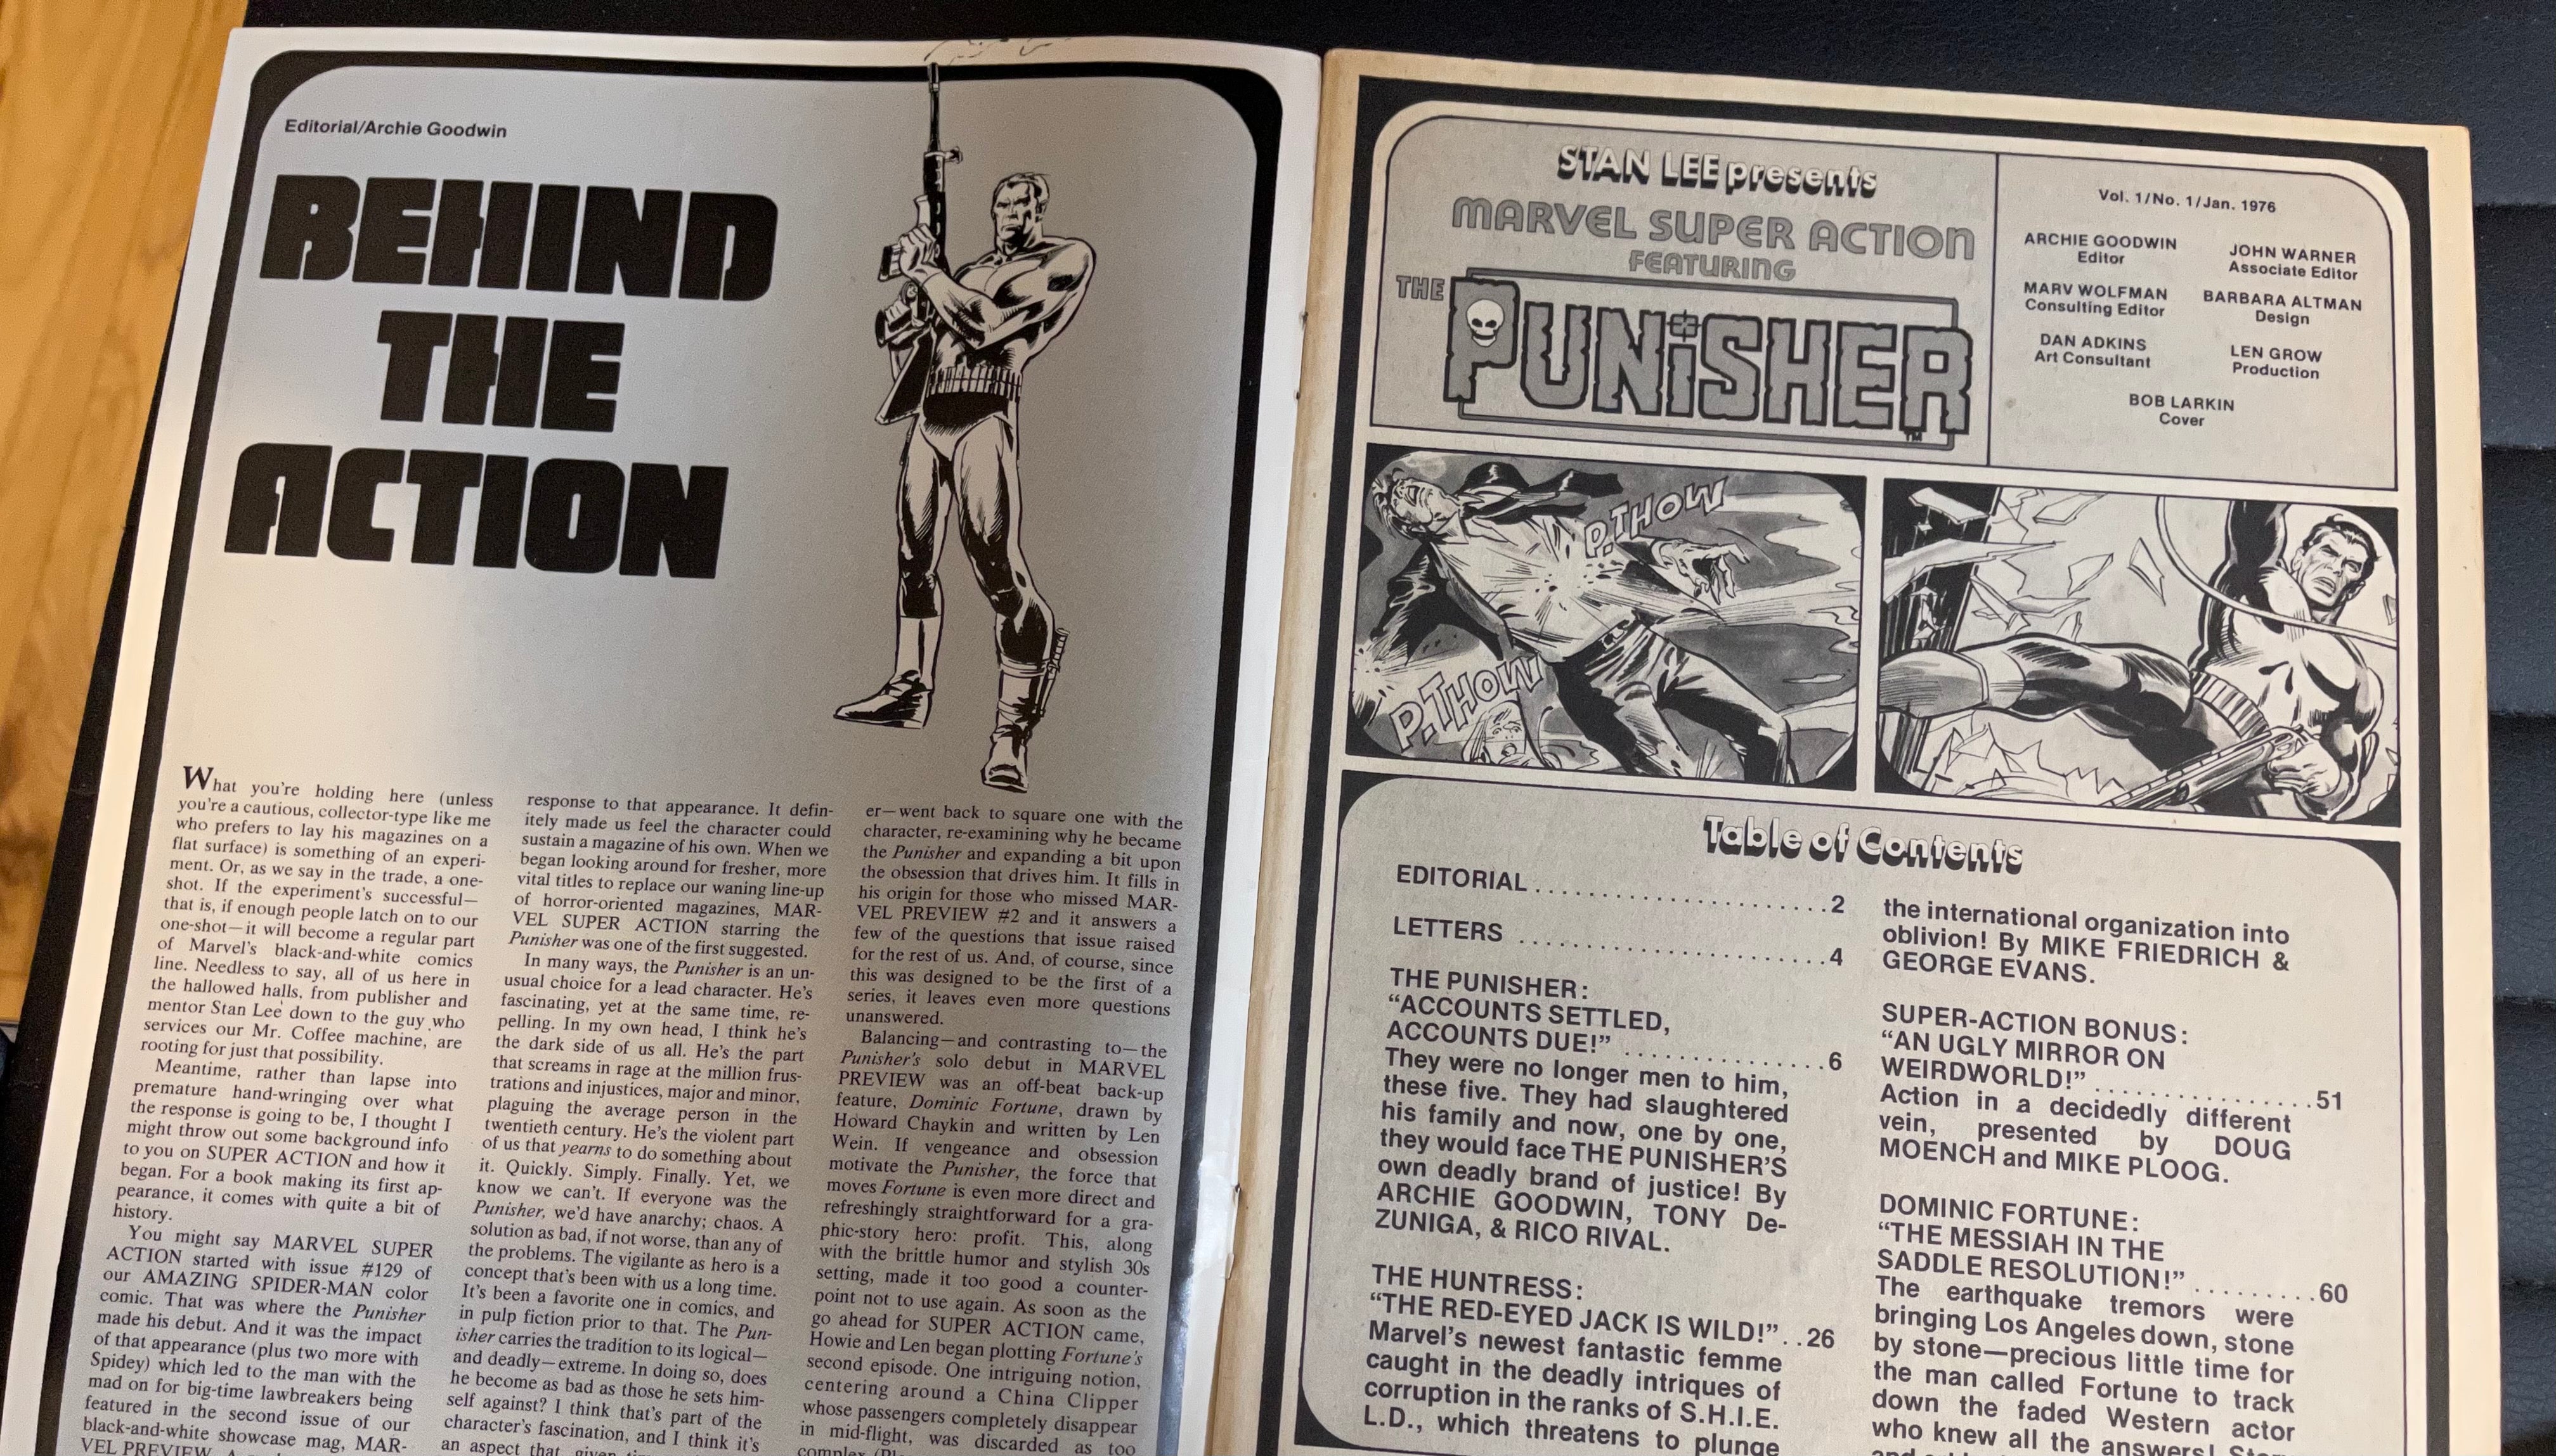 Editorial/Archie Goodwin
BEHIND
THE
ACTION
What you're holding here (unless
you're a cautious, collector-type like me
who prefers to lay his magazines on a
flat surface) is something of an experi-
ment. Or, as we say in the trade, a one-
shot. If the experiment's successful—
that is, if enough people latch on to our
one-shot—it will become a regular part
of Marvel's black-and-white comics
line. Needless to say, all of us here in
the hallowed halls, from publisher and
mentor Stan Lee down to the guy who
services our Mr. Coffee machine, are
rooting for just that possibility.
Meantime, rather than lapse into
premature hand-wringing over what
the response is going to be, I thought I
might throw out some background info
to you on SUPER ACTION and how it
began. For a book making its first ap-
pearance, it comes with quite a bit of
history.
You might say MARVEL SUPER
ACTION started with issue #129 of
our AMAZING SPIDER-MAN color
comic. That was where the Punisher
made his debut. And it was the impact
of that appearance (plus two more with
Spidey) which led to the man with the
mad on for big-time lawbreakers being
featured in the second issue of our
black-and-white showcase mag, MAR-
VEL PREVIEW.
response to that appearance. It defin-
itely made us feel the character could
sustain a magazine of his own. When we
began looking around for fresher, more
vital titles to replace our waning line-up
of horror-oriented magazines, MAR-
VEL SUPER ACTION starring the
Punisher was one of the first suggested.
In many ways, the Punisher is an un-
usual choice for a lead character. He's
fascinating, yet at the same time, re-
pelling. In my own head, I think he's
the dark side of us all. He's the part
that screams in rage at the million frus-
trations and injustices, major and minor,
plaguing the average person in the
twentieth century. He's the violent part
of us that yearns to do something about
it. Quickly. Simply. Finally. Yet, we
know we can't. If everyone was the
Punisher, we'd have anarchy; chaos. A
solution as bad, if not worse, than any of
the problems. The vigilante as hero is a
concept that's been with us a long time.
It's been a favorite one in comics, and
in pulp fiction prior to that. The Pun-
isher carries the tradition to its logical—
and deadly—extreme. In doing so, does
he become as bad as those he sets him-
self against? I think that's part of the
character's fascination, and I think it's
an aspect that, given
er—went back to square one with the
character, re-examining why he became
the Punisher and expanding a bit upon
the obsession that drives him. It fills in
his origin for those who missed MAR-
VEL PREVIEW #2 and it answers a
few of the questions that issue raised
for the rest of us. And, of course, since
this was designed to be the first of a
series, it leaves even more questions
unanswered.
Balancing—and contrasting to—the
Punisher's solo debut in MARVEL
PREVIEW was an off-beat back-up
feature, Dominic Fortune, drawn by
Howard Chaykin and written by Len
Wein. If vengeance and obsession
motivate the Punisher, the force that
moves Fortune is even more direct and
refreshingly straightforward for a gra-
phic-story hero: profit. This, along
with the brittle humor and stylish 30s
setting, made it too good a counter-
point not to use again. As soon as the
go ahead for SUPER ACTION came,
Howie and Len began plotting Fortune's
second episode. One intriguing notion,
centering around a China Clipper
whose passengers completely disappear
in mid-flight, was discarded as too
complex
STAN LEE presents
MARVEL SUPER ACTION
FEATURING
THE PUNiSHER
TM
Vol. 1/No. 1/Jan. 1976
ARCHIE GOODWIN
Editor
JOHN WARNER
Associate Editor
MARV WOLFMAN
Consulting Editor
BARBARA ALTMAN
Design
DAN ADKINS
Art Consultant
LEN GROW
Production
BOB LARKIN
Cover
P.THOW
P.THOW
Table of Contents
EDITORIAL..........................2
LETTERS ..........................4
THE PUNISHER:
“ACCOUNTS SETTLED,
ACCOUNTS DUE!” ..................6
They were no longer men to him,
these five. They had slaughtered
his family and now, one by one,
they would face THE PUNISHER'S
own deadly brand of justice! By
ARCHIE GOODWIN, TONY De-
ZUNIGA, & RICO RIVAL.
THE HUNTRESS:
“THE RED-EYED JACK IS WILD!”..26
Marvel's newest fantastic femme
caught in the deadly intriques of
corruption in the ranks of S.H.I.E.
L.D., which threatens to plunge
the international organization into
oblivion! By MIKE FRIEDRICH &
GEORGE EVANS.
SUPER-ACTION BONUS:
“AN UGLY MIRROR ON
WEIRDWORLD!”...................51
Action in a decidedly different
vein, presented by DOUG
MOENCH and MIKE PLOOG.
DOMINIC FORTUNE:
“THE MESSIAH IN THE
SADDLE RESOLUTION!”.........60
The earthquake tremors were
bringing Los Angeles down, stone
by stone—precious little time for
the man called Fortune to track
down the faded Western actor
who knew all the answers!